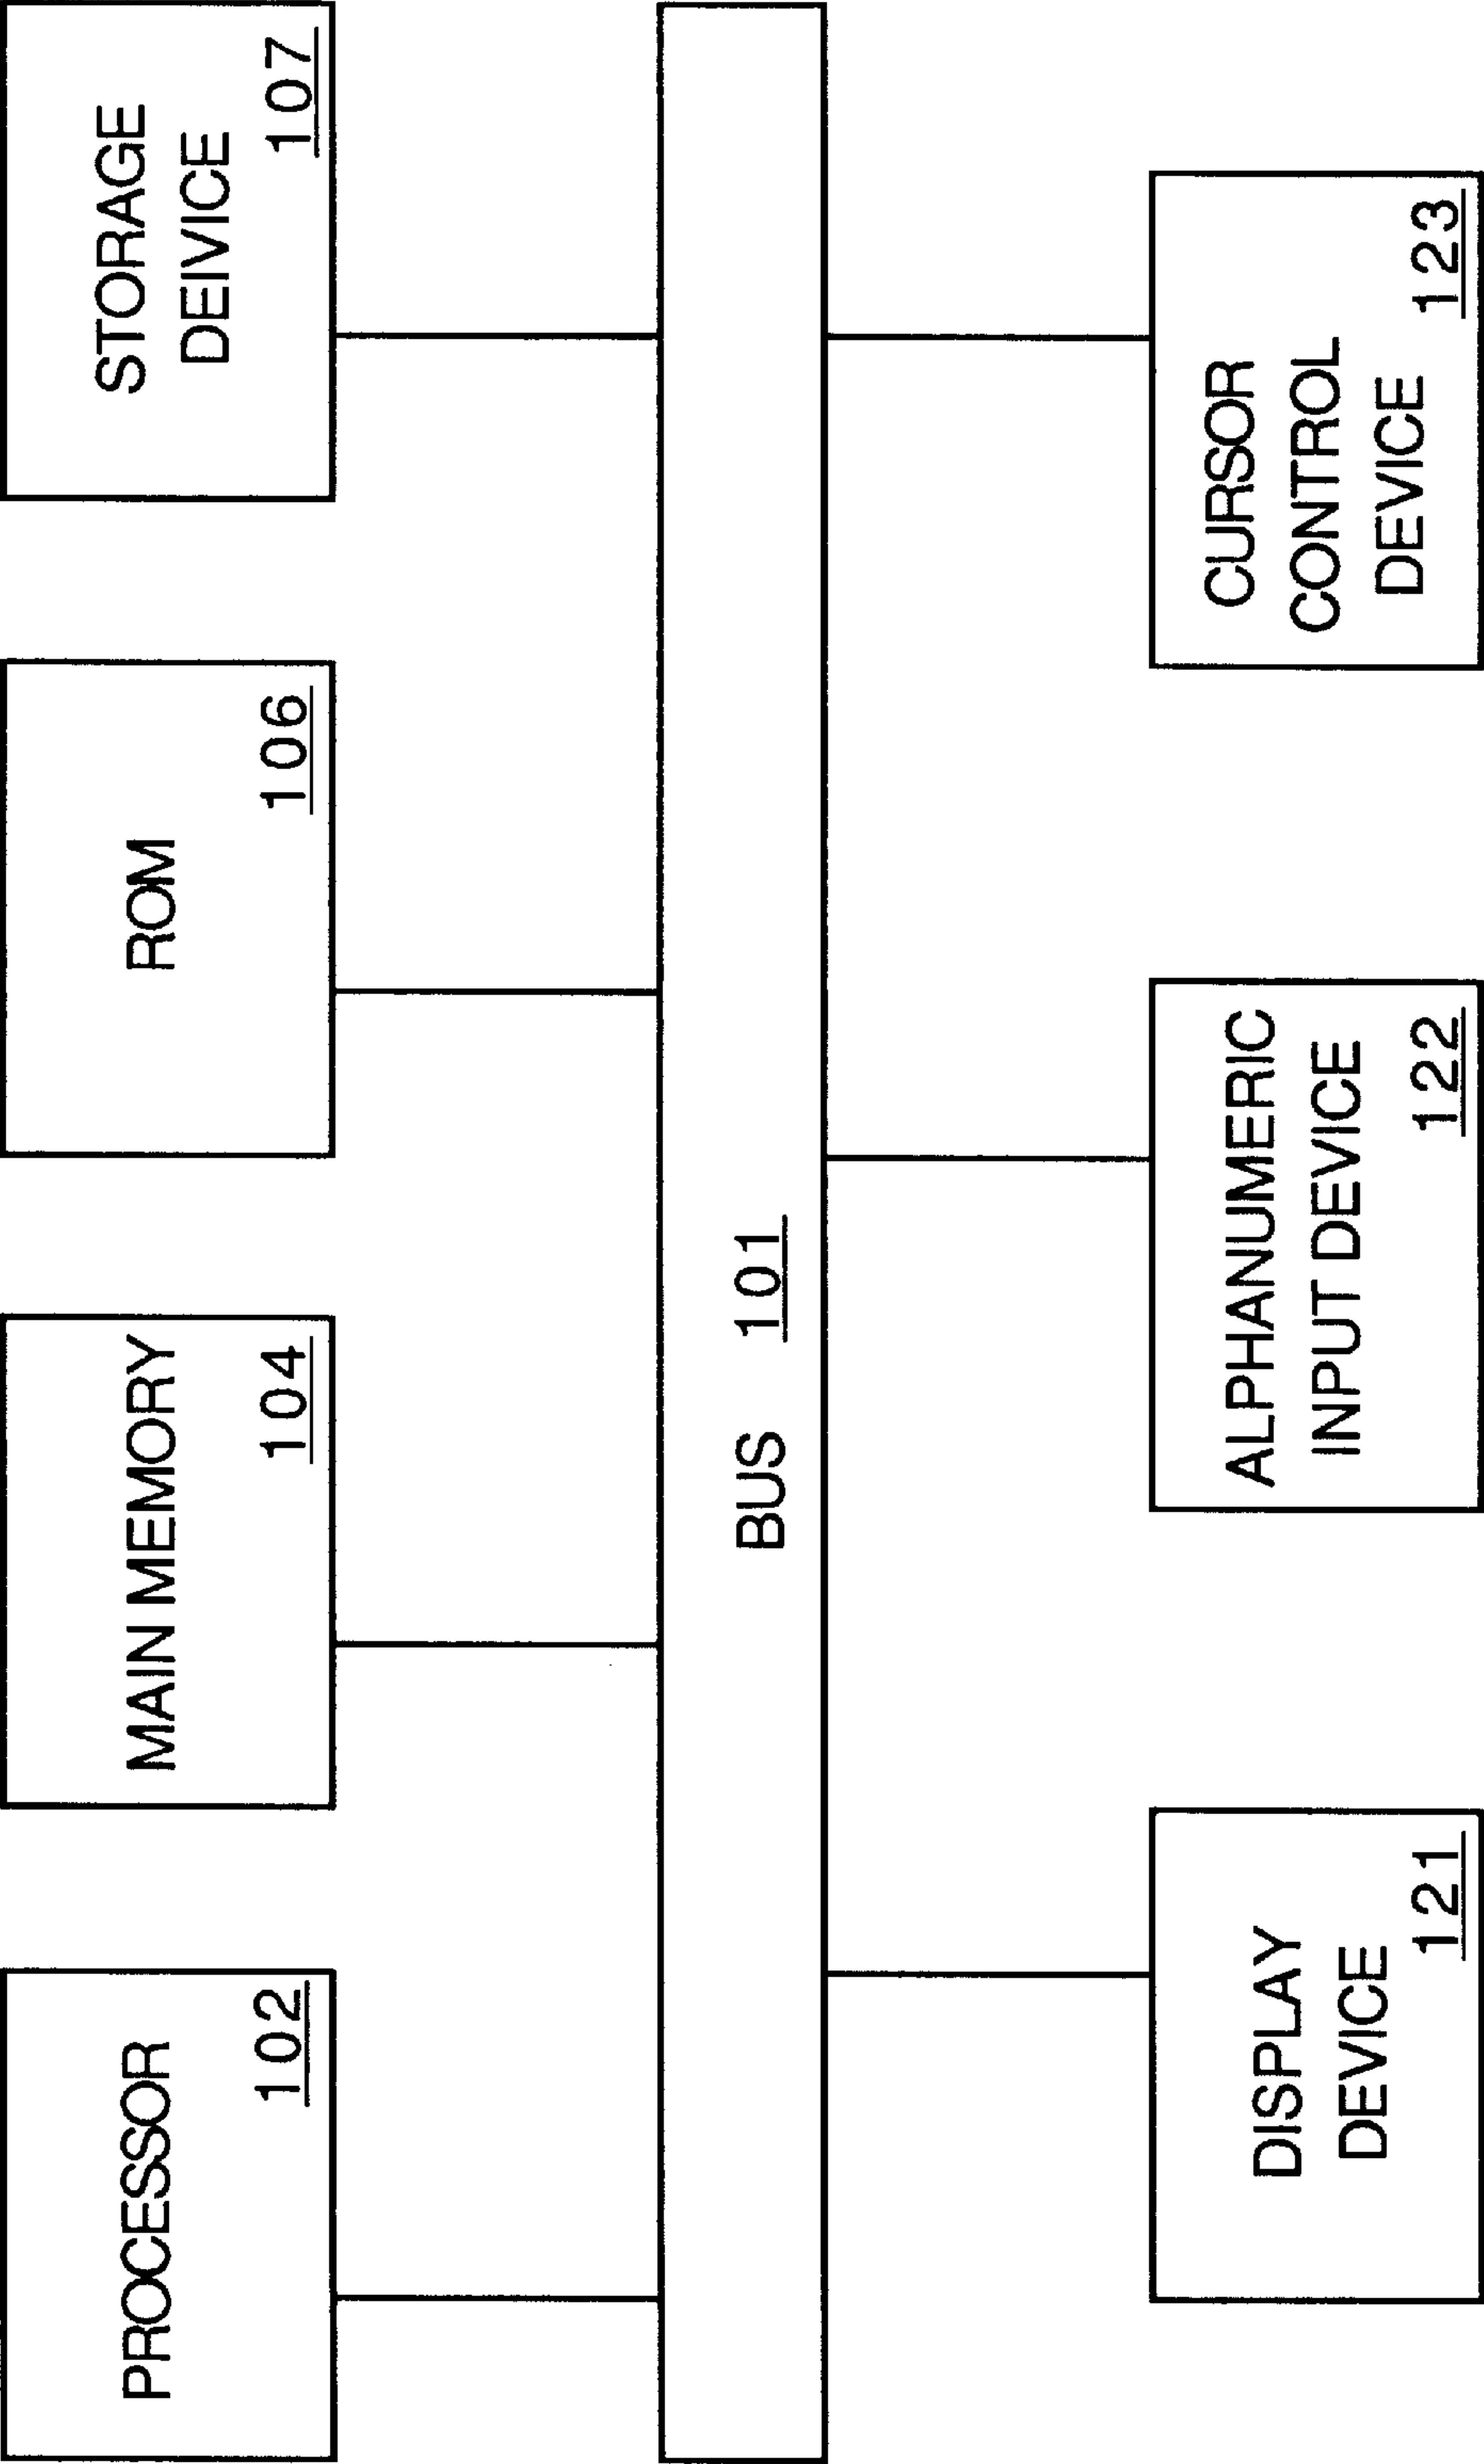 PROCESSOR
102
MAIN MEMORY
104
ROM
106
STORAGE
DEIVICE
107
BUS 101
DISPLAY
DEVICE
121
ALPHANUMERIC
INPUT DEVICE
122
CURSOR
CONTROL
DEVICE
123